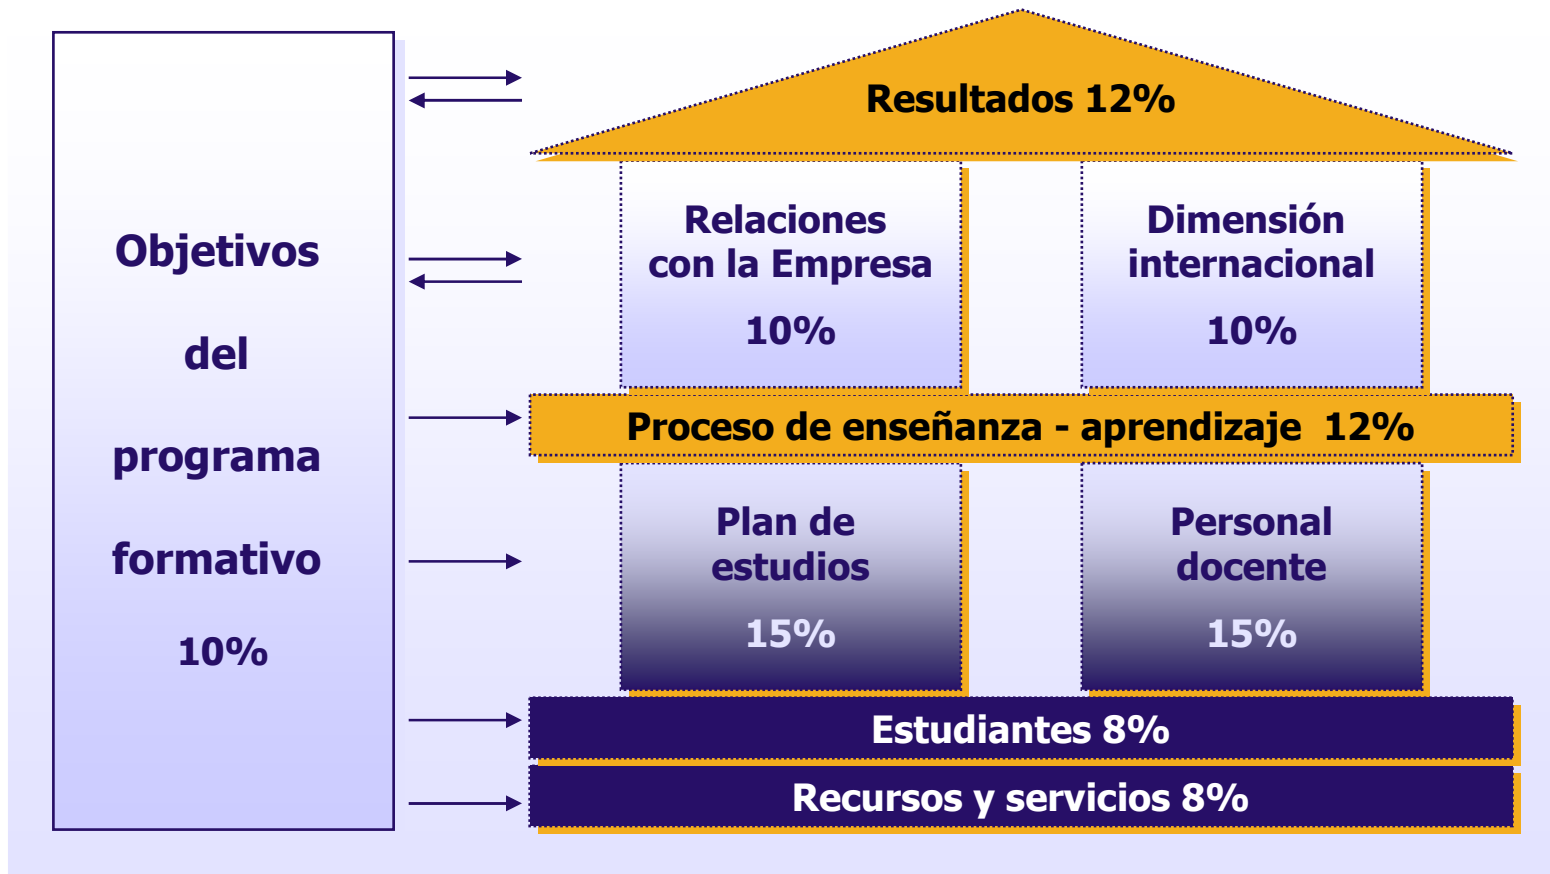 Objetivos
del
programa
formativo
10%
Resultados 12%
Relaciones
con la Empresa
10%
Dimensión
internacional
10%
Proceso de enseñanza - aprendizaje 12%
Plan de
estudios
15%
Personal
docente
15%
Estudiantes 8%
Recursos y servicios 8%